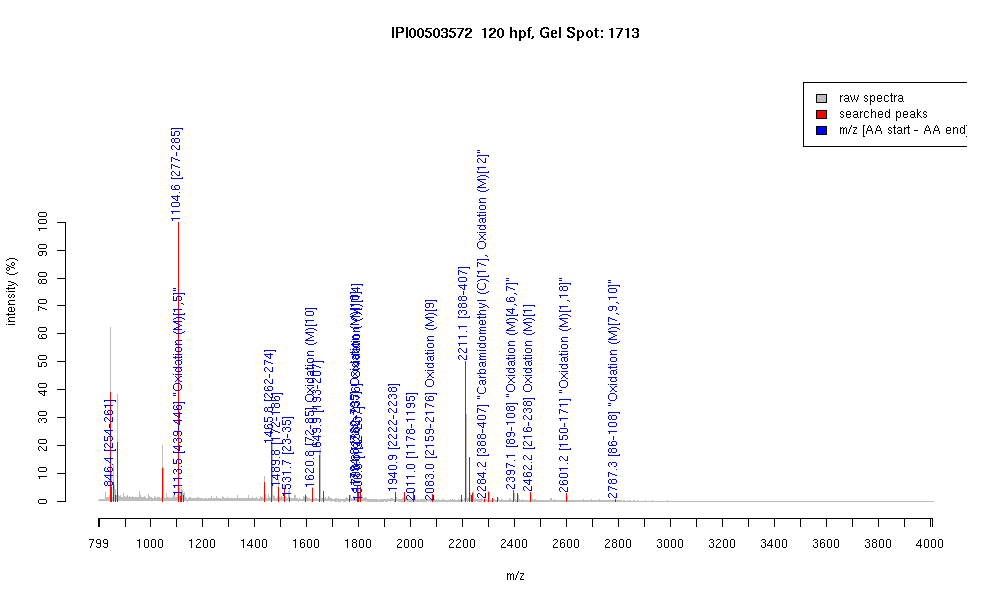 IPI00503572 120 hpf, Gel Spot: 1713
raw spectra
searched peaks
m/z [AA start - AA end]
intensity (%)
100
90
80
70
60
50
40
30
20
10
0
846.4 [254-261]
1104.6 [277-285]
1113.5 [439-448] "Oxidation (M)[1,5]"
1465.8 [262-274]
1489.8 [172-186]
1531.7 [23-35]
1620.8 [72-85] Oxidation (M)[10]
1649.9 [193-207]
1940.9 [2222-2238]
2011.0 [1178-1195]
2083.0 [2159-2176] Oxidation (M)[9]
2211.1 [388-407]
2284.2 [388-407] "Carbamidomethyl (C)[17], Oxidation (M)[12]"
2397.1 [89-108] "Oxidation (M)[4,6,7]"
2462.2 [216-238] Oxidation (M)[1]
2601.2 [150-171] "Oxidation (M)[1,18]"
2787.3 [86-108] "Oxidation (M)[7,9,10]"
799 1000 1200 1400 1600 1800 2000 2200 2400 2600 2800 3000 3200 3400 3600 3800 4000
m/z